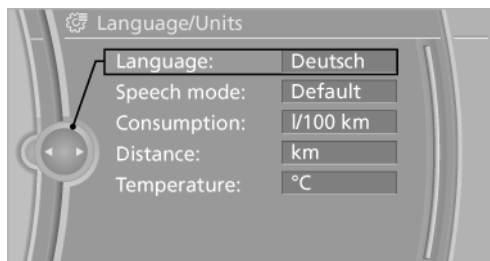 Language/Units
Language: Deutsch
Speech mode: Default
Consumption: l/100 km
Distance: km
Temperature: °C